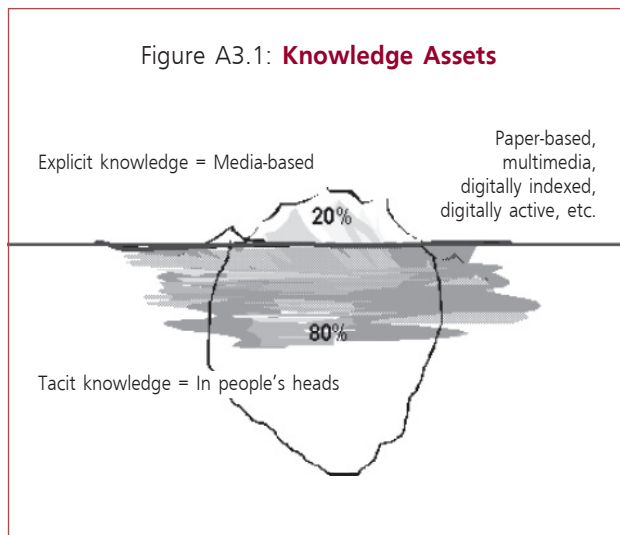 Figure A3.1: Knowledge Assets
Explicit knowledge = Media-based
Paper-based,
multimedia,
digitally indexed,
digitally active, etc.
20%
80%
Tacit knowledge = In people's heads